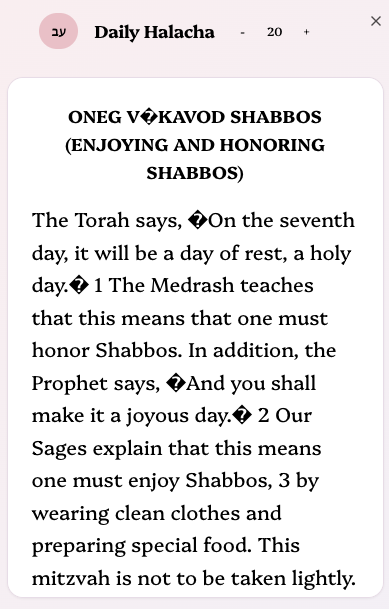 עב Daily Halacha - 20 + ×
ONEG V�KAVOD SHABBOS
(ENJOYING AND HONORING
SHABBOS)
The Torah says, �On the seventh
day, it will be a day of rest, a holy
day.� 1 The Medrash teaches
that this means that one must
honor Shabbos. In addition, the
Prophet says, �And you shall
make it a joyous day.� 2 Our
Sages explain that this means
one must enjoy Shabbos, 3 by
wearing clean clothes and
preparing special food. This
mitzvah is not to be taken lightly.